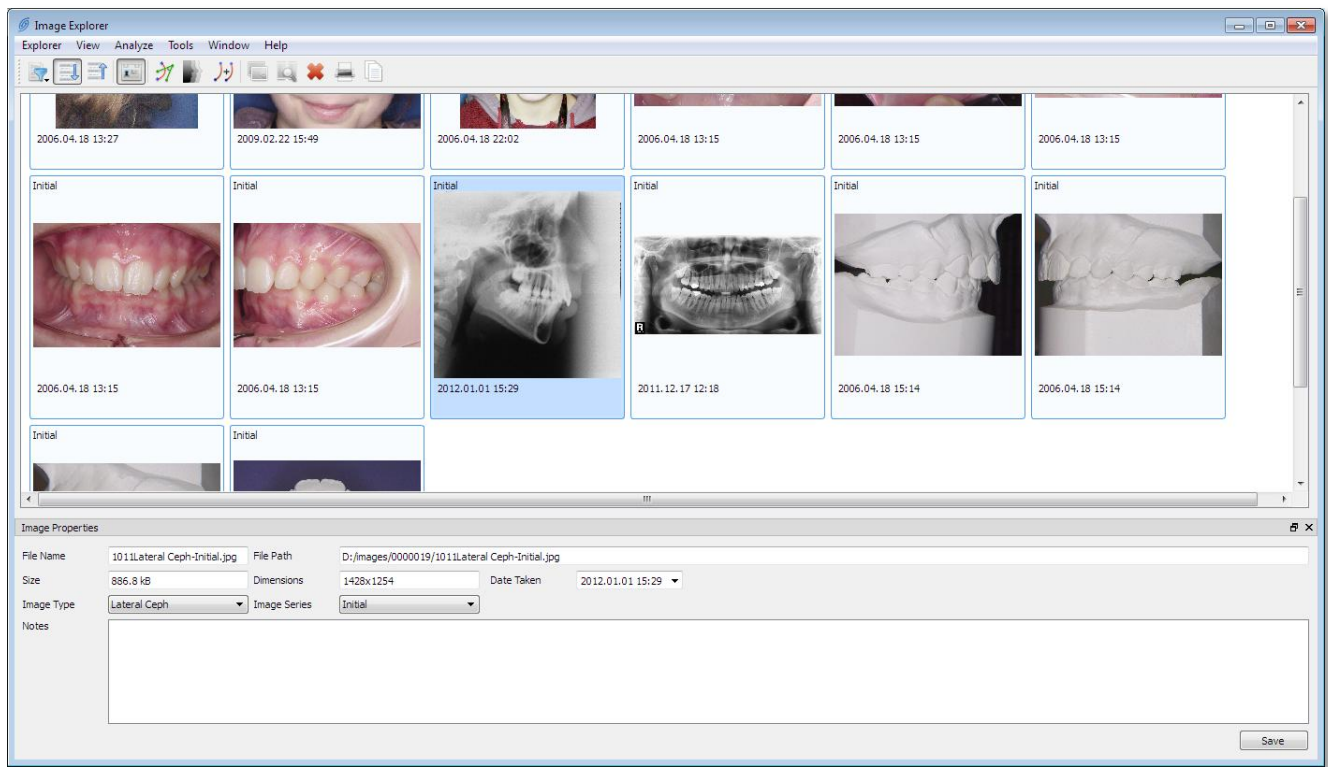 Image Explorer
Explorer View Analyze Tools Window Help
2006.04.18 13:27 2009.02.22 15:49 2006.04.18 22:02 2006.04.18 13:15 2006.04.18 13:15 2006.04.18 13:15
Initial Initial Initial Initial Initial Initial
R
2006.04.18 13:15 2006.04.18 13:15 2012.01.01 15:29 2011.12.17 12:18 2006.04.18 15:14 2006.04.18 15:14
Initial Initial
Image Properties
File Name 1011Lateral Ceph-Initial.jpg File Path D:/images/0000019/1011Lateral Ceph-Initial.jpg
Size 886.8 kB Dimensions 1428x1254 Date Taken 2012.01.01 15:29
Image Type Lateral Ceph Image Series Initial
Notes
Save